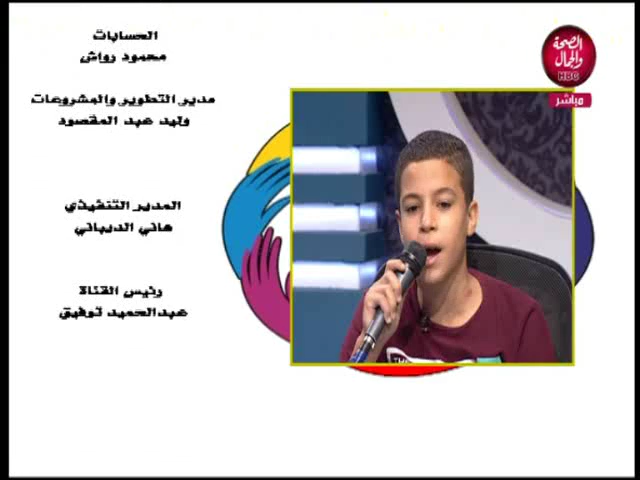 الحسابات
محمود رواش
مدير التطوير والمشروعات
وليد عبد المقصود
المدير التنفيذي
هاني الديباني
رئيس القناة
عبدالحميد توفيق
الصحة
والجمال
HBC
مباشر
THE